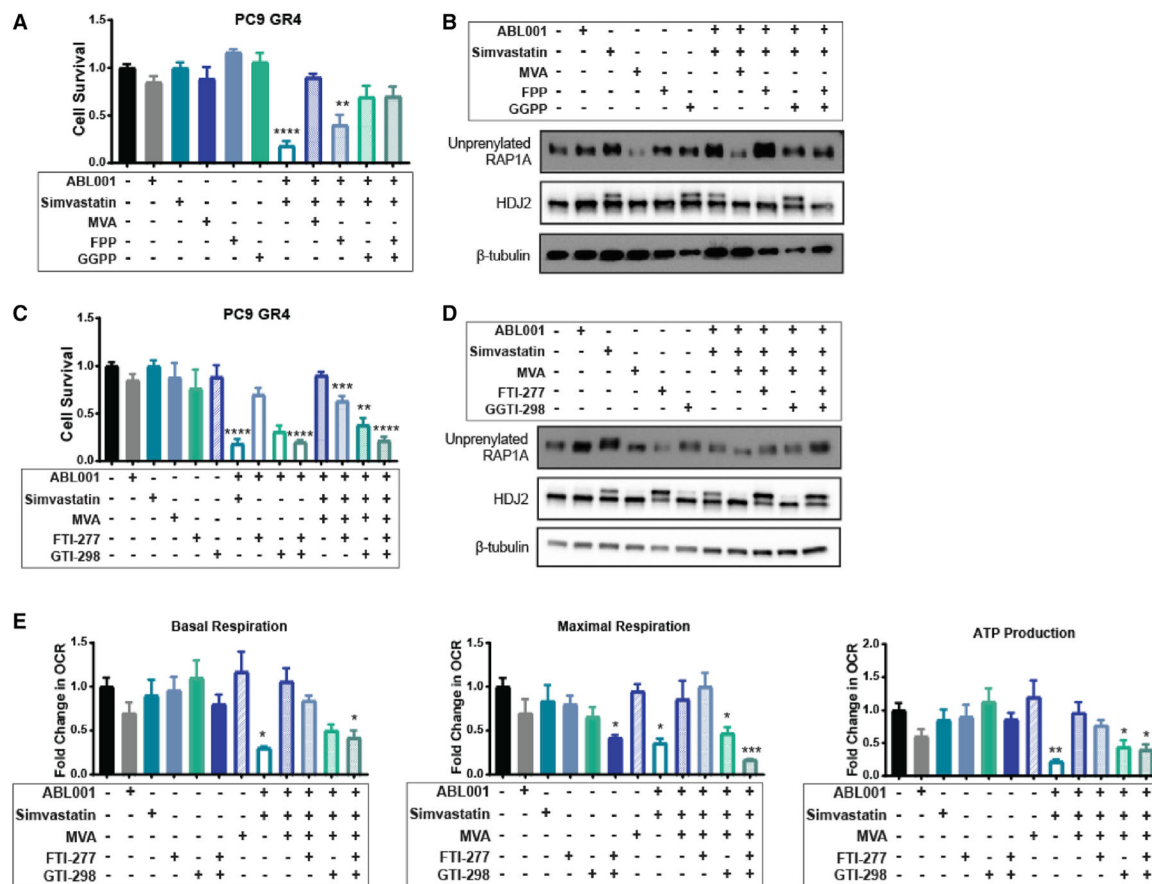 A
PC9 GR4
Cell Survival
1.5
1.0
0.5
0.0
****
**
ABL001 - + - - - - + + + + +
Simvastatin - - + - - - + + + + +
MVA - - - + - - - + - - -
FPP - - - - + - - - + - +
GGPP - - - - - + - - - + +
B
ABL001 - + - - - - + + + + +
Simvastatin - - + - - - + + + + +
MVA - - - + - - - + - - -
FPP - - - - + - - - + - +
GGPP - - - - - + - - - + +
Unprenylated
RAP1A
HDJ2
β-tubulin
C
PC9 GR4
Cell Survival
1.5
1.0
0.5
0.0
****
****
***
**
****
ABL001 - + - - - - + + + + + + + +
Simvastatin - - + - - - + - - - + + + +
MVA - - - + - - - - - - + + + +
FTI-277 - - - - + - - + - + - + - +
GTI-298 - - - - - + - - + + - - + +
D
ABL001 - + - - - - + + + + +
Simvastatin - - + - - - + + + + +
MVA - - - + - - - + + + +
FTI-277 - - - - + - - - + - +
GGTI-298 - - - - - + - - - + +
Unprenylated
RAP1A
HDJ2
β-tubulin
E
Basal Respiration
Fold Change in OCR
1.5
1.0
0.5
0.0
*
*
ABL001 - + - - - - - + + + + +
Simvastatin - - + - - - - + + + + +
MVA - - - - - - + - + + + +
FTI-277 - - - + - + - - - + - +
GTI-298 - - - - + + - - - - + +
Maximal Respiration
Fold Change in OCR
1.5
1.0
0.5
0.0
*
*
*
***
ABL001 - + - - - - - + + + + +
Simvastatin - - + - - - - + + + + +
MVA - - - - - - + - + + + +
FTI-277 - - - + - + - - - + - +
GTI-298 - - - - + + - - - - + +
ATP Production
Fold Change in OCR
2.0
1.5
1.0
0.5
0.0
**
*
*
ABL001 - + - - - - - + + + + +
Simvastatin - - + - - - - + + + + +
MVA - - - - - - + - + + + +
FTI-277 - - - + - + - - - + - +
GTI-298 - - - - + + - - - - + +